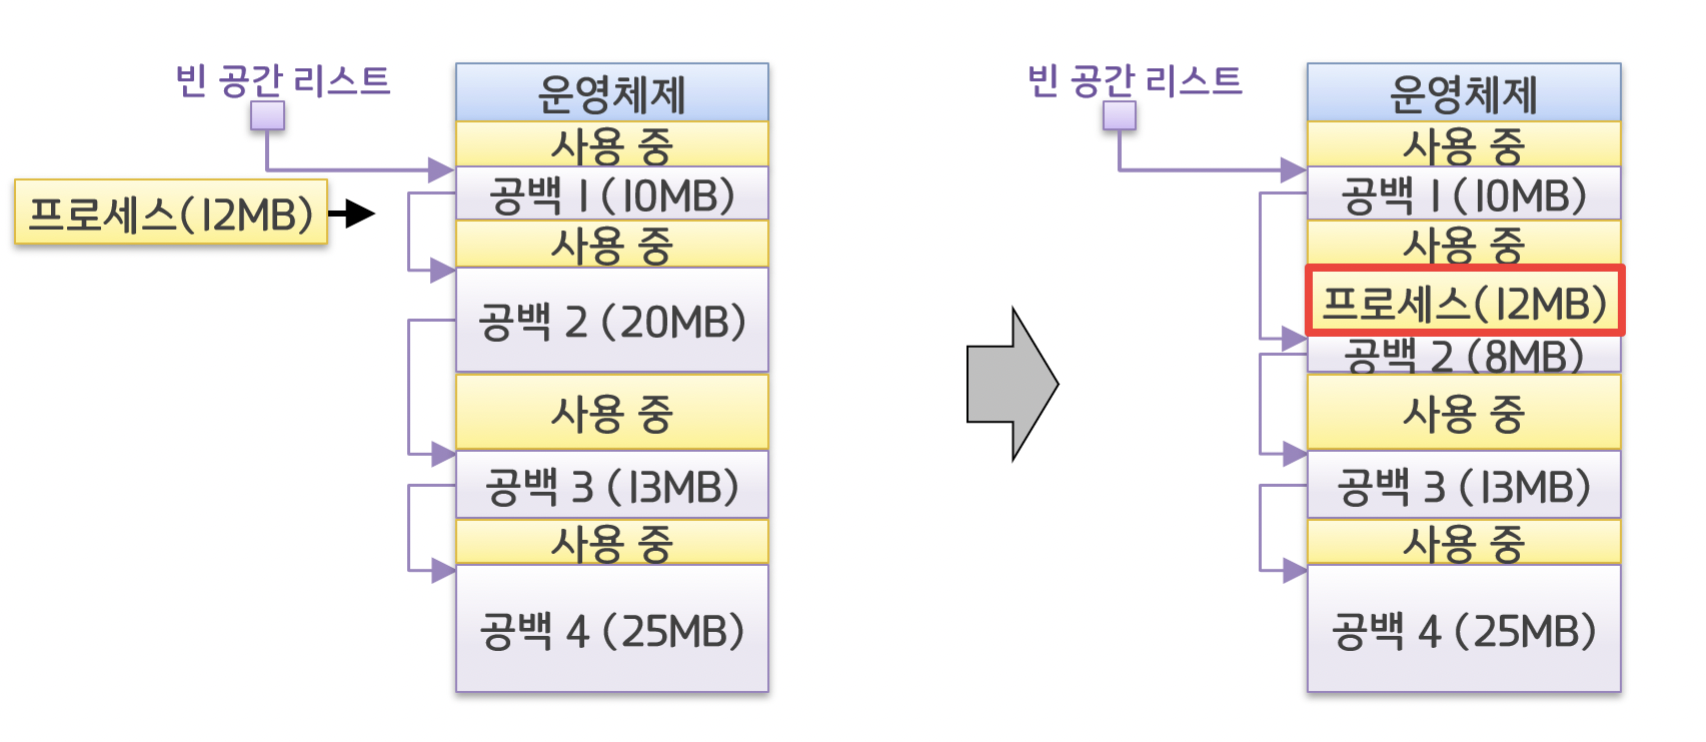 빈 공간 리스트
프로세스(12MB)
운영체제
사용 중
공백 1 (10MB)
사용 중
공백 2 (20MB)
사용 중
공백 3 (13MB)
사용 중
공백 4 (25MB)
빈 공간 리스트
운영체제
사용 중
공백 1 (10MB)
사용 중
프로세스(12MB)
공백 2 (8MB)
사용 중
공백 3 (13MB)
사용 중
공백 4 (25MB)